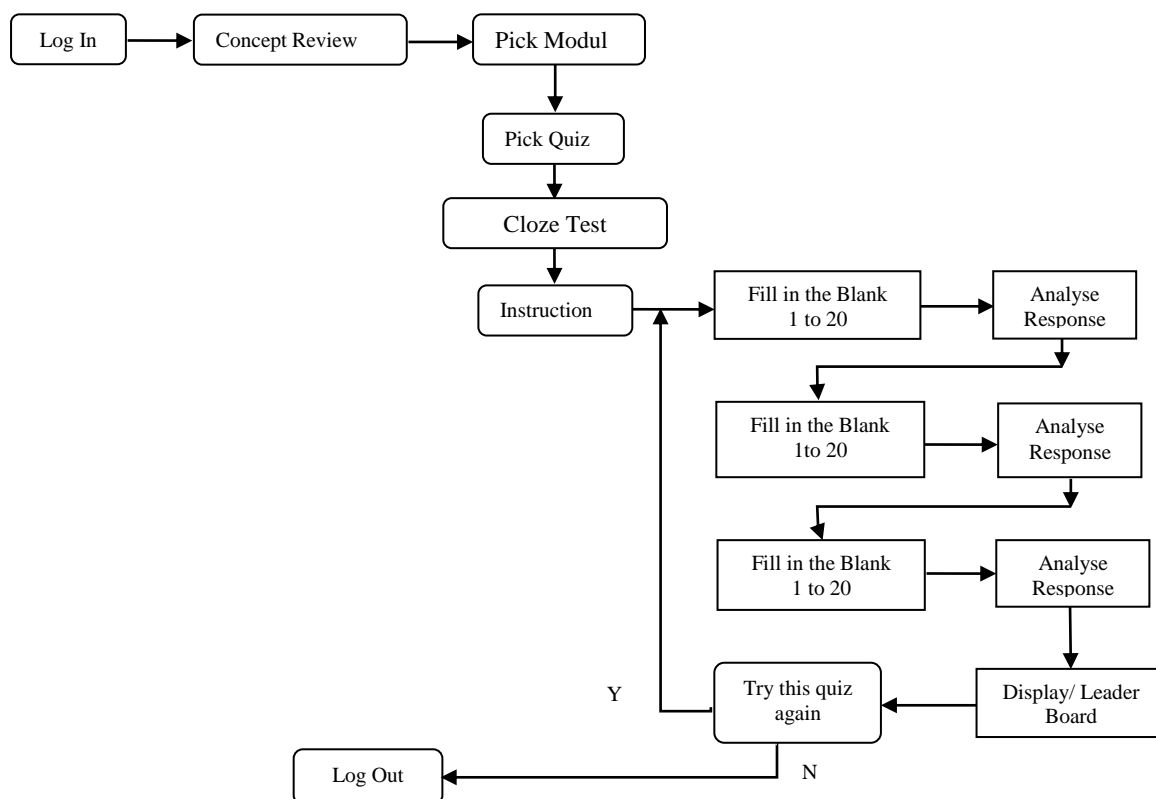 Log In
Concept Review
Pick Modul
Pick Quiz
Cloze Test
Instruction
Fill in the Blank
1 to 20
Analyse
Response
Fill in the Blank
1to 20
Analyse
Response
Fill in the Blank
1 to 20
Analyse
Response
Y
Try this quiz
again
Display/ Leader
Board
Log Out
N